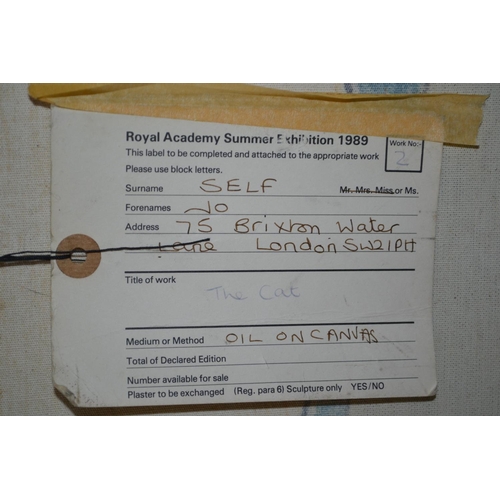 Royal Academy Summer Exhibition 1989
Work No:-
2
This label to be completed and attached to the appropriate work
Please use block letters.
Surname SELF Mr. Mrs. Miss or Ms.
Forenames JO
Address 75 Brixton Water
Lane London SW2 1PH
Title of work
The Cat
Medium or Method OIL ON CANVAS
Total of Declared Edition
Number available for sale
Plaster to be exchanged (Reg. para 6) Sculpture only YES/NO